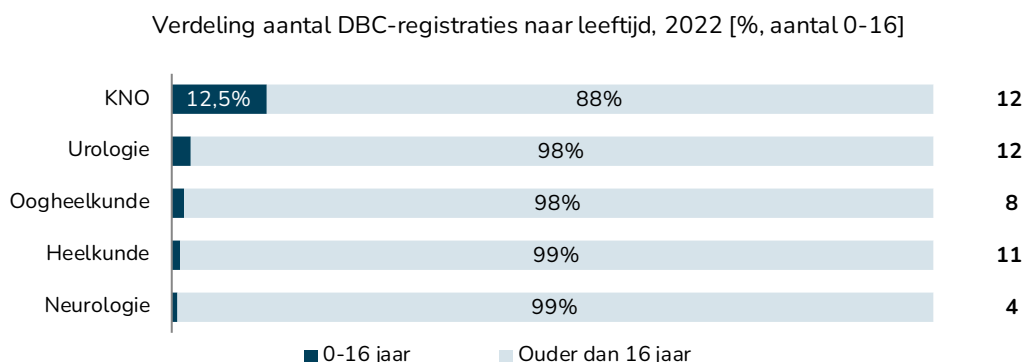 Verdeling aantal DBC-registraties naar leeftijd, 2022 [%, aantal 0-16]
KNO 12,5% 88% 12
Urologie 98% 12
Oogheelkunde 98% 8
Heelkunde 99% 11
Neurologie 99% 4
0-16 jaar Ouder dan 16 jaar